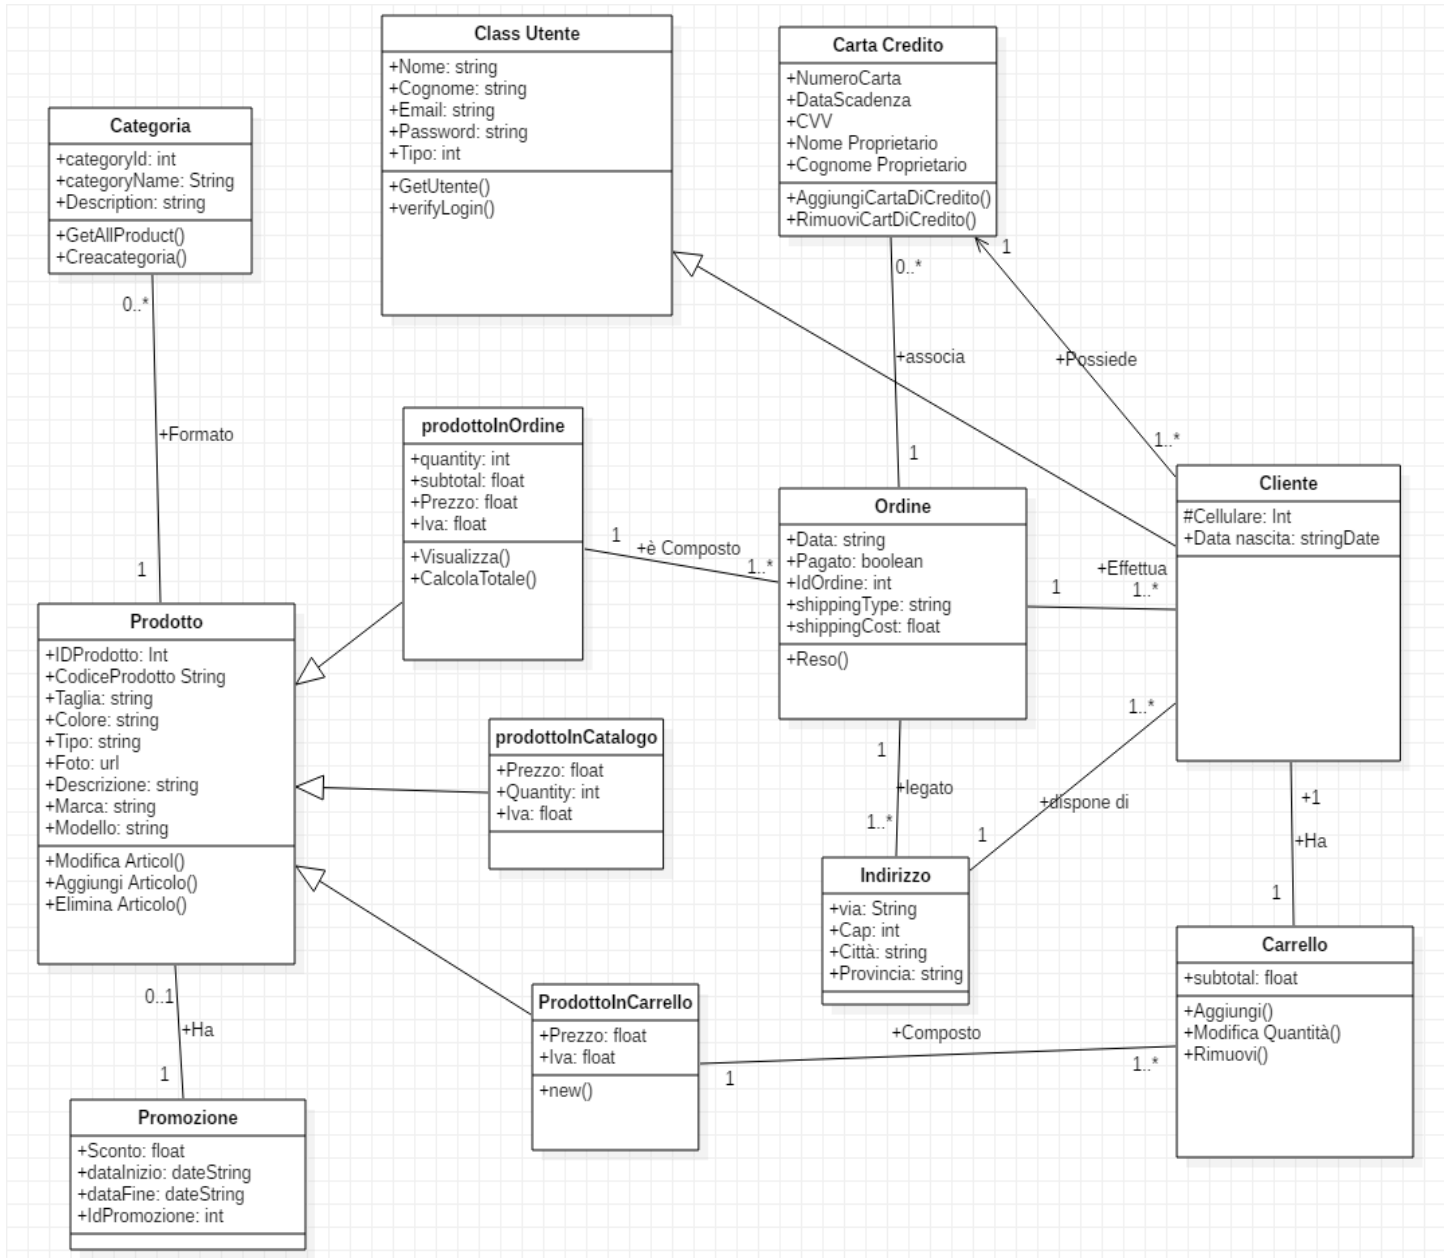 Class Utente
+Nome: string
+Cognome: string
+Email: string
+Password: string
+Tipo: int
+GetUtente()
+verifyLogin()
Carta Credito
+NumeroCarta
+DataScadenza
+CVV
+Nome Proprietario
+Cognome Proprietario
+AggiungiCartaDiCredito()
+RimuoviCartDiCredito()
Categoria
+categoryId: int
+categoryName: String
+Description: string
+GetAllProduct()
+Creacategoria()
0..*
+Formato
1
0..*
+associa
1
1
+Possiede
1..*
prodottoInOrdine
+quantity: int
+subtotal: float
+Prezzo: float
+Iva: float
+Visualizza()
+CalcolaTotale()
1
+è Composto
1..*
Ordine
+Data: string
+Pagato: boolean
+IdOrdine: int
+shippingType: string
+shippingCost: float
+Reso()
Cliente
#Cellulare: Int
+Data nascita: stringDate
+Effettua
1
1..*
Prodotto
+IDProdotto: Int
+CodiceProdotto String
+Taglia: string
+Colore: string
+Tipo: string
+Foto: url
+Descrizione: string
+Marca: string
+Modello: string
+Modifica Articol()
+Aggiungi Articolo()
+Elimina Articolo()
prodottoInCatalogo
+Prezzo: float
+Quantity: int
+Iva: float
1
+legato
1..*
1..*
+dispone di
1
+1
+Ha
1
Indirizzo
+via: String
+Cap: int
+Città: string
+Provincia: string
Carrello
+subtotal: float
+Aggiungi()
+Modifica Quantità()
+Rimuovi()
ProdottoInCarrello
+Prezzo: float
+Iva: float
+new()
+Composto
1
1..*
0..1
+Ha
1
Promozione
+Sconto: float
+dataInizio: dateString
+dataFine: dateString
+IdPromozione: int